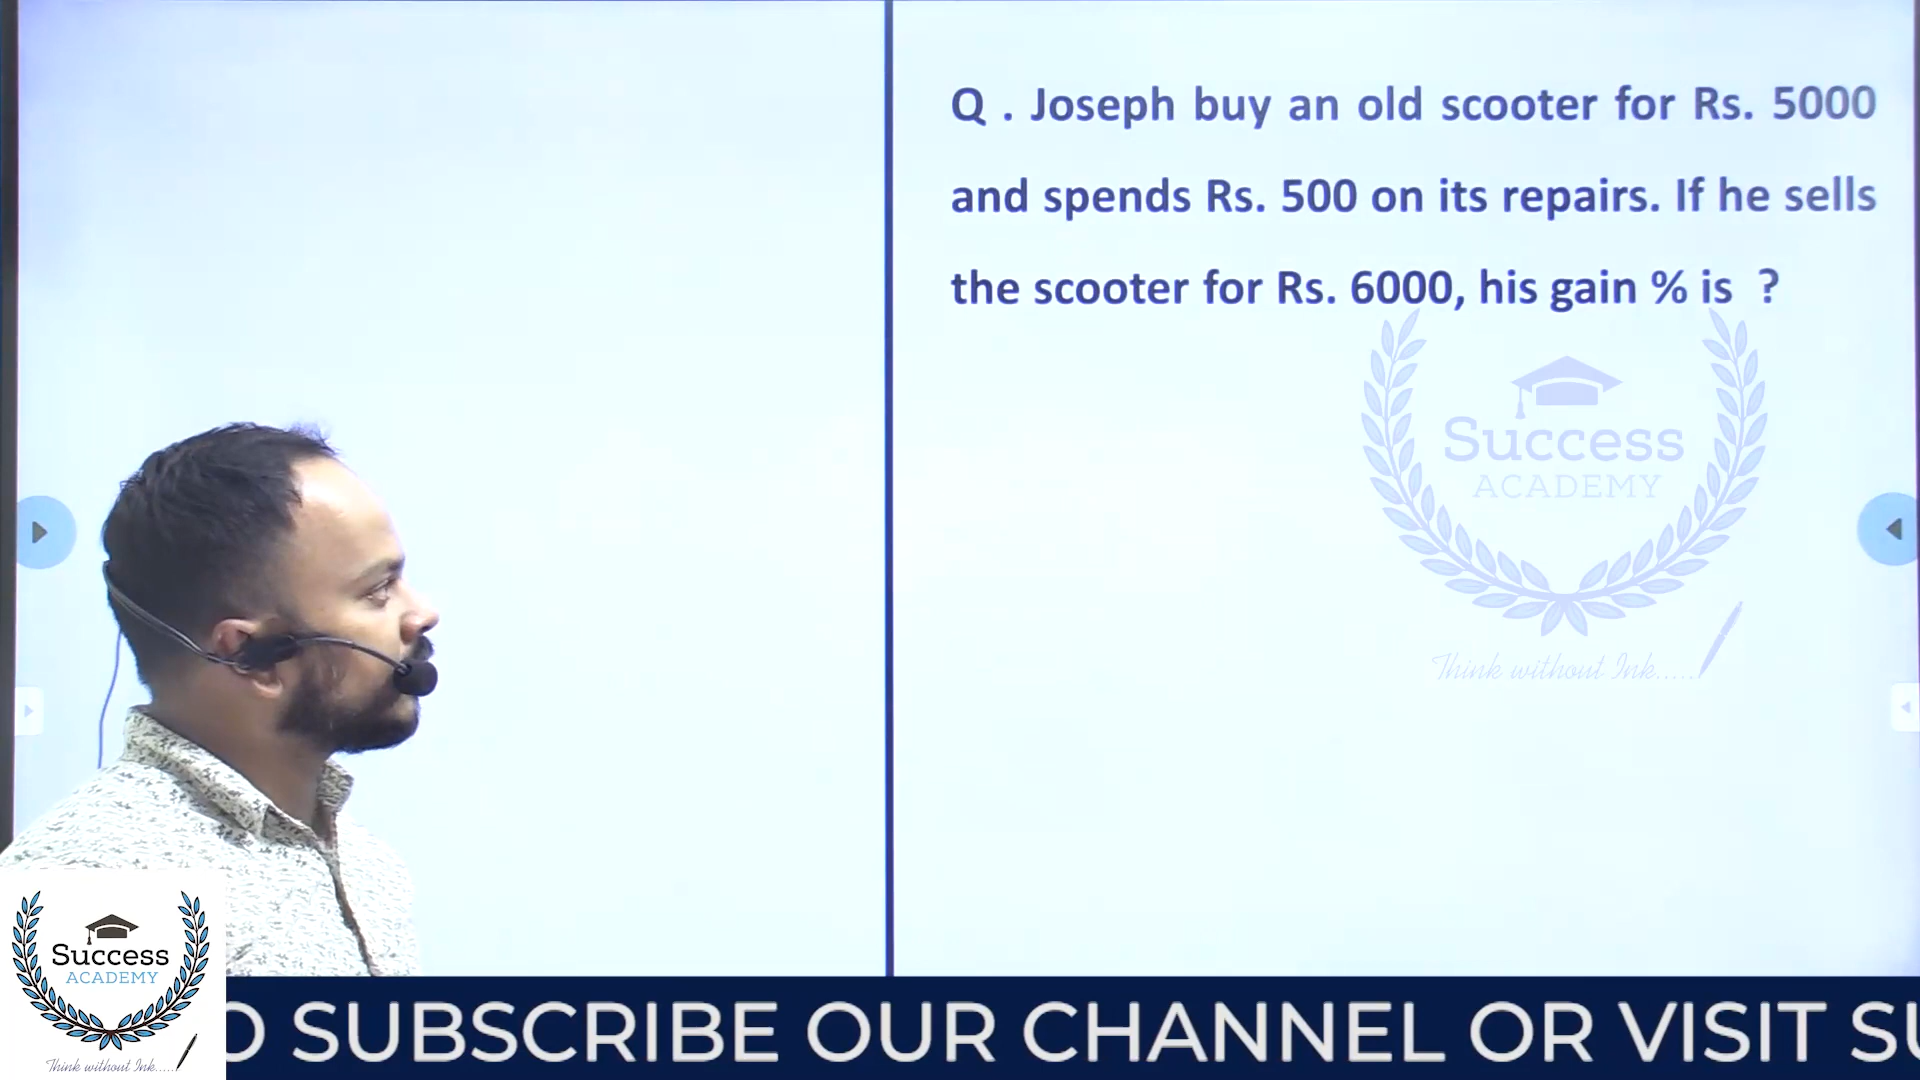 Q . Joseph buy an old scooter for Rs. 5000
and spends Rs. 500 on its repairs. If he sells
the scooter for Rs. 6000, his gain % is ?
Success
ACADEMY
Think without Ink.....
Success
ACADEMY
Think without Ink.....
O SUBSCRIBE OUR CHANNEL OR VISIT SU